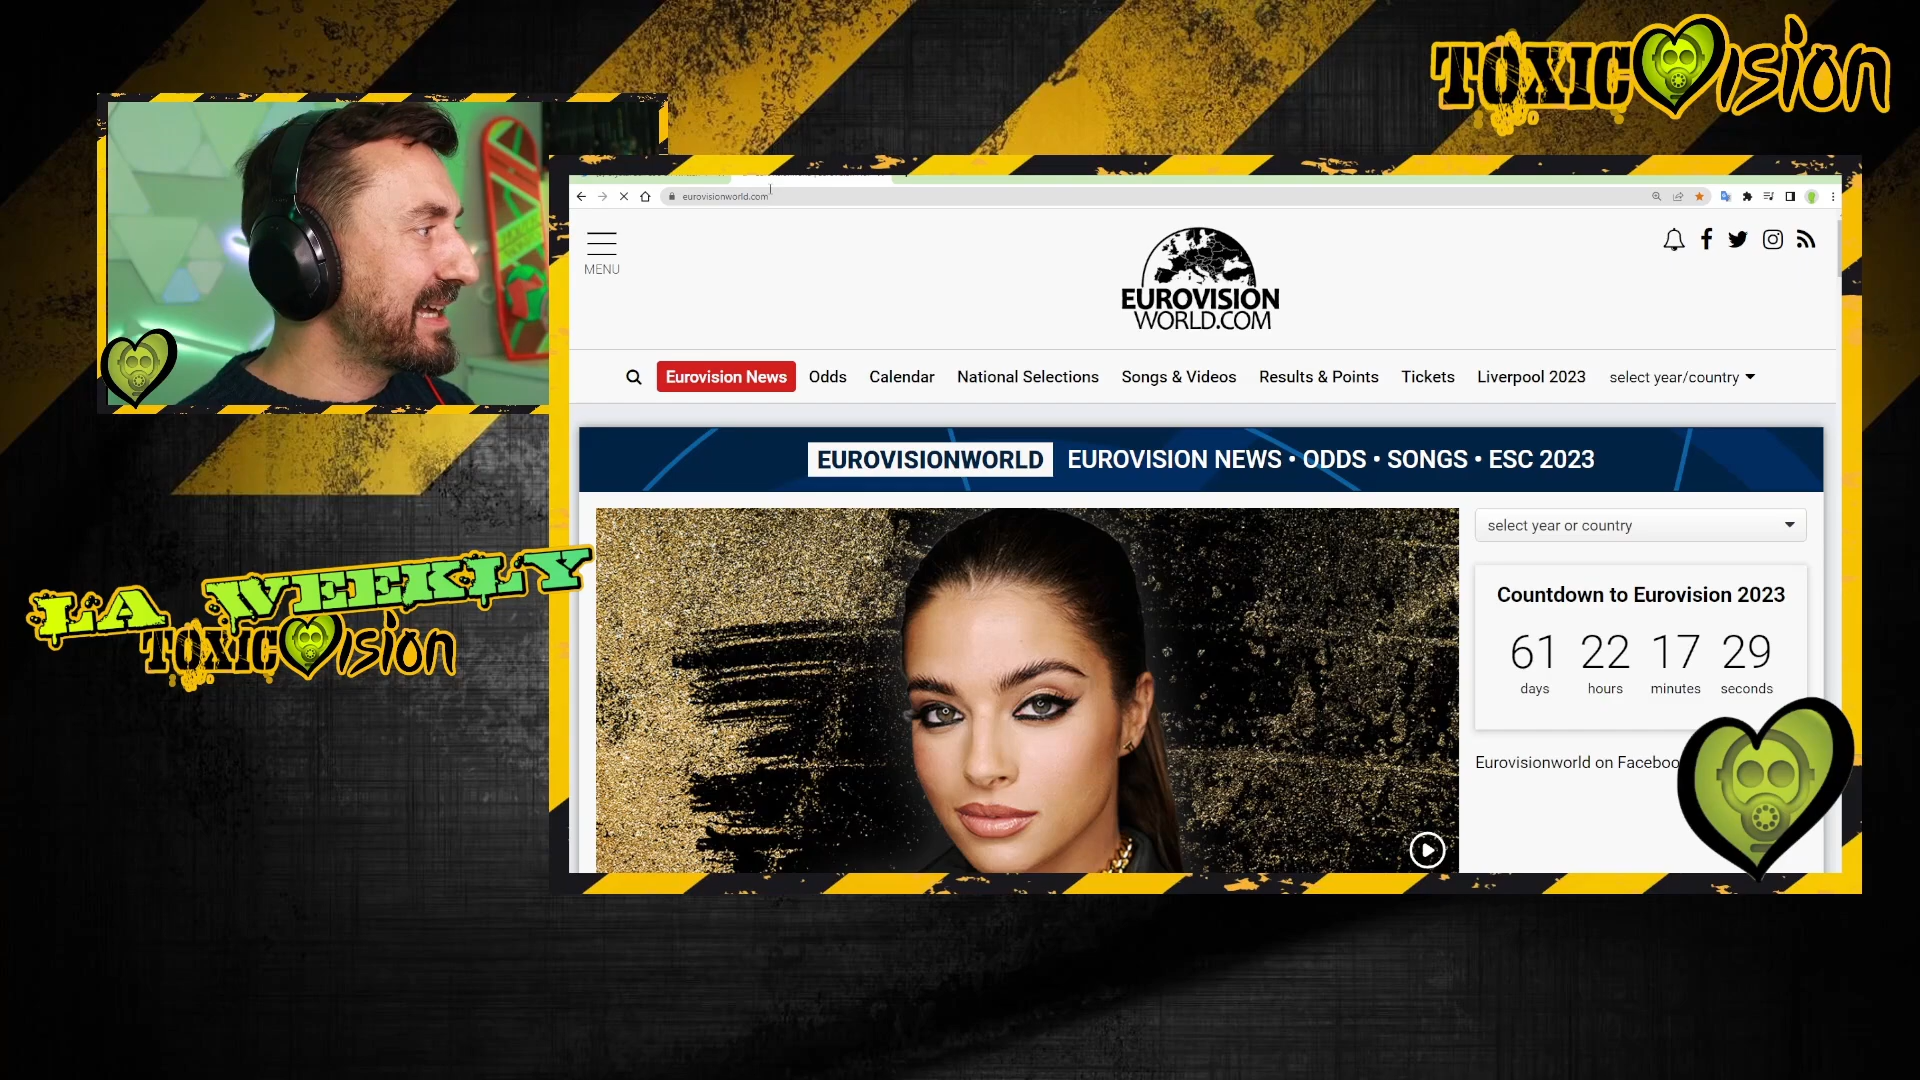 TOXICVision
eurovisionworld.com
MENU
EUROVISION
WORLD.COM
Eurovision News Odds Calendar National Selections Songs & Videos Results & Points Tickets Liverpool 2023 select year/country
EUROVISIONWORLD EUROVISION NEWS • ODDS • SONGS • ESC 2023
select year or country
Countdown to Eurovision 2023
61 22 17 29
days hours minutes seconds
Eurovisionworld on Faceboo
LA WEEKLY
TOXICVision